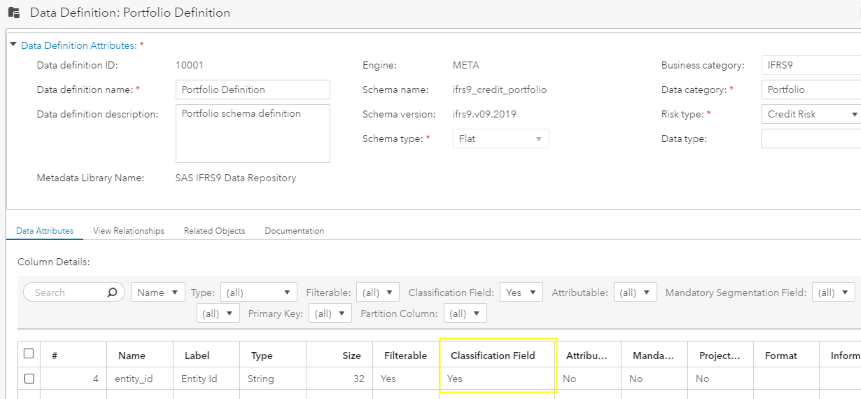 Data Definition: Portfolio Definition
Data Definition Attributes: *
Data definition ID: 10001 Engine: META Business category: IFRS9
Data definition name: * Portfolio Definition Schema name: ifrs9_credit_portfolio Data category: * Portfolio
Data definition description: Portfolio schema definition Schema version: ifrs9.v09.2019 Risk type: * Credit Risk
Schema type: * Flat Data type:
Metadata Library Name: SAS IFRS9 Data Repository
Data Attributes View Relationships Related Objects Documentation
Column Details:
Search Name Type: (all) Filterable: (all) Classification Field: Yes Attributable: (all) Mandatory Segmentation Field: (all)
(all) Primary Key: (all) Partition Column: (all)
# Name Label Type Size Filterable Classification Field Attribu... Manda... Project... Format Inform
4 entity_id Entity Id String 32 Yes Yes No No No